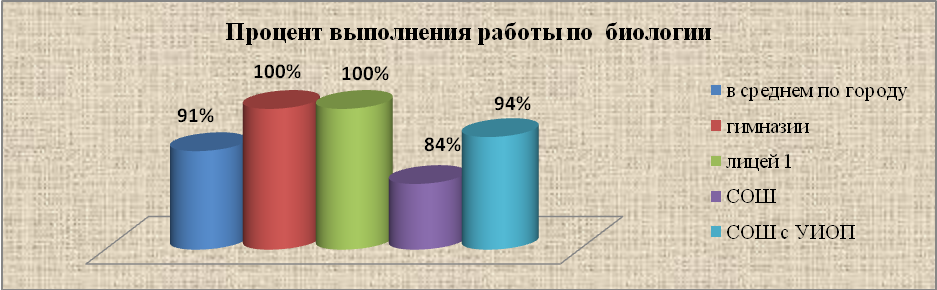 Процент выполнения работы по биологии
91%
100%
100%
84%
94%
в среднем по городу
гимназии
лицей 1
СОШ
СОШ с УИОП